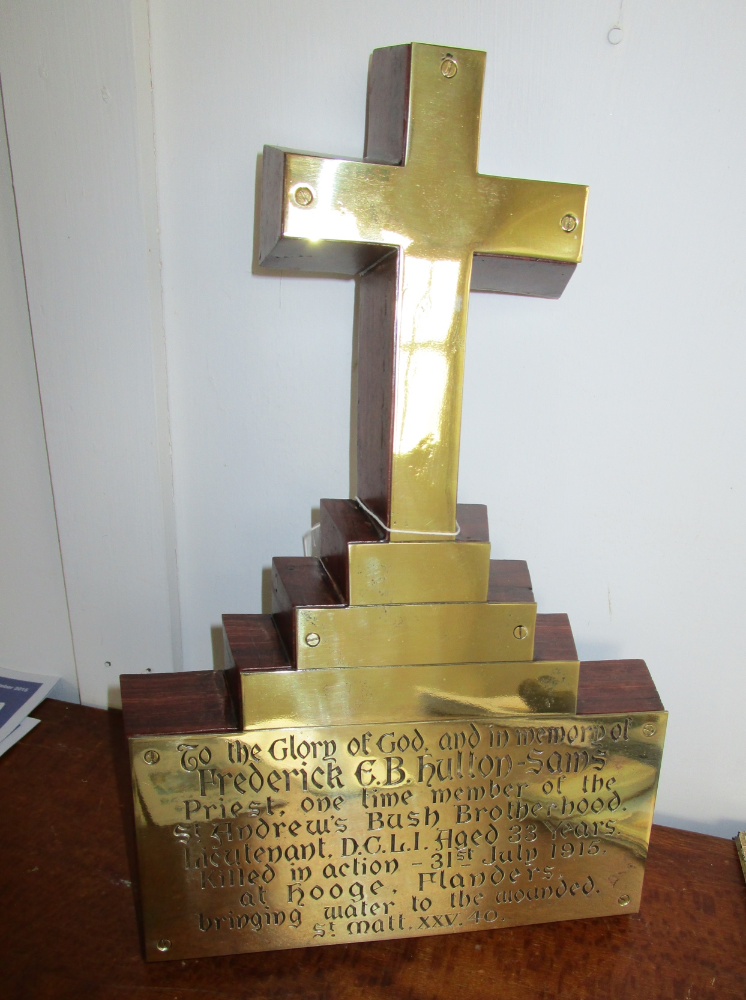 To the Glory of God, and in memory of
Frederick E.B. Hulton-Sams
Priest, one time member of the
St Andrew's Bush Brotherhood.
Lieutenant, D.C.L.I. Aged 33 Years.
Killed in action - 31st July 1915.
at Hooge, Flanders,
bringing water to the wounded.
St Matt. XXV. 40.
2015